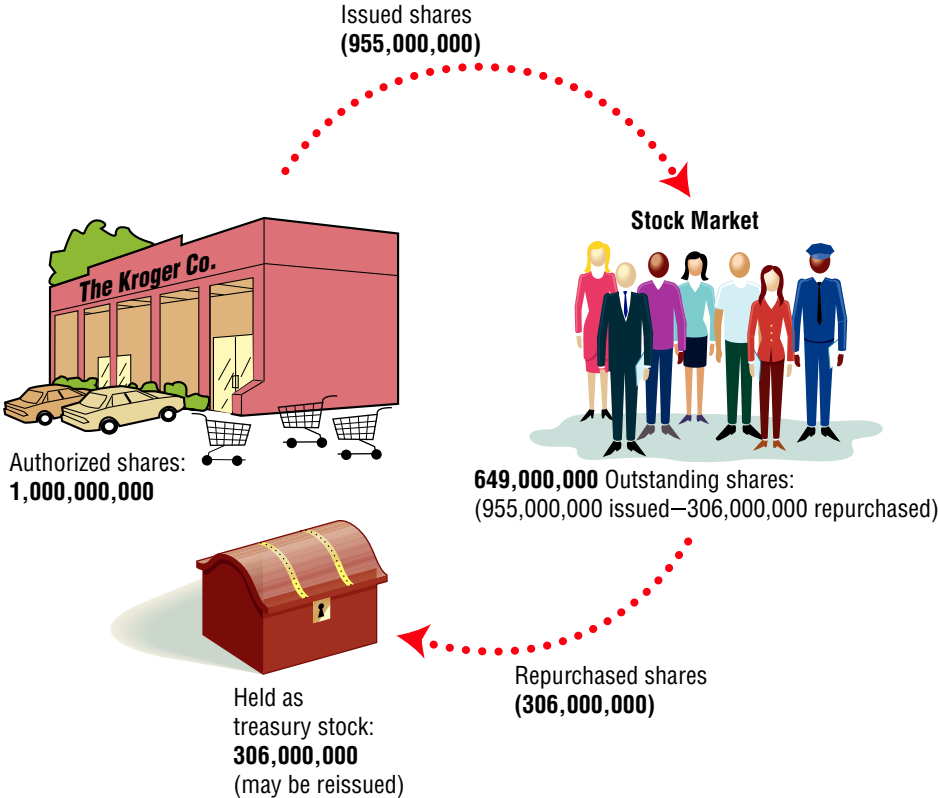 Issued shares
(955,000,000)
Stock Market
The Kroger Co.
Authorized shares:
1,000,000,000
649,000,000 Outstanding shares:
(955,000,000 issued—306,000,000 repurchased)
Repurchased shares
(306,000,000)
Held as
treasury stock:
306,000,000
(may be reissued)